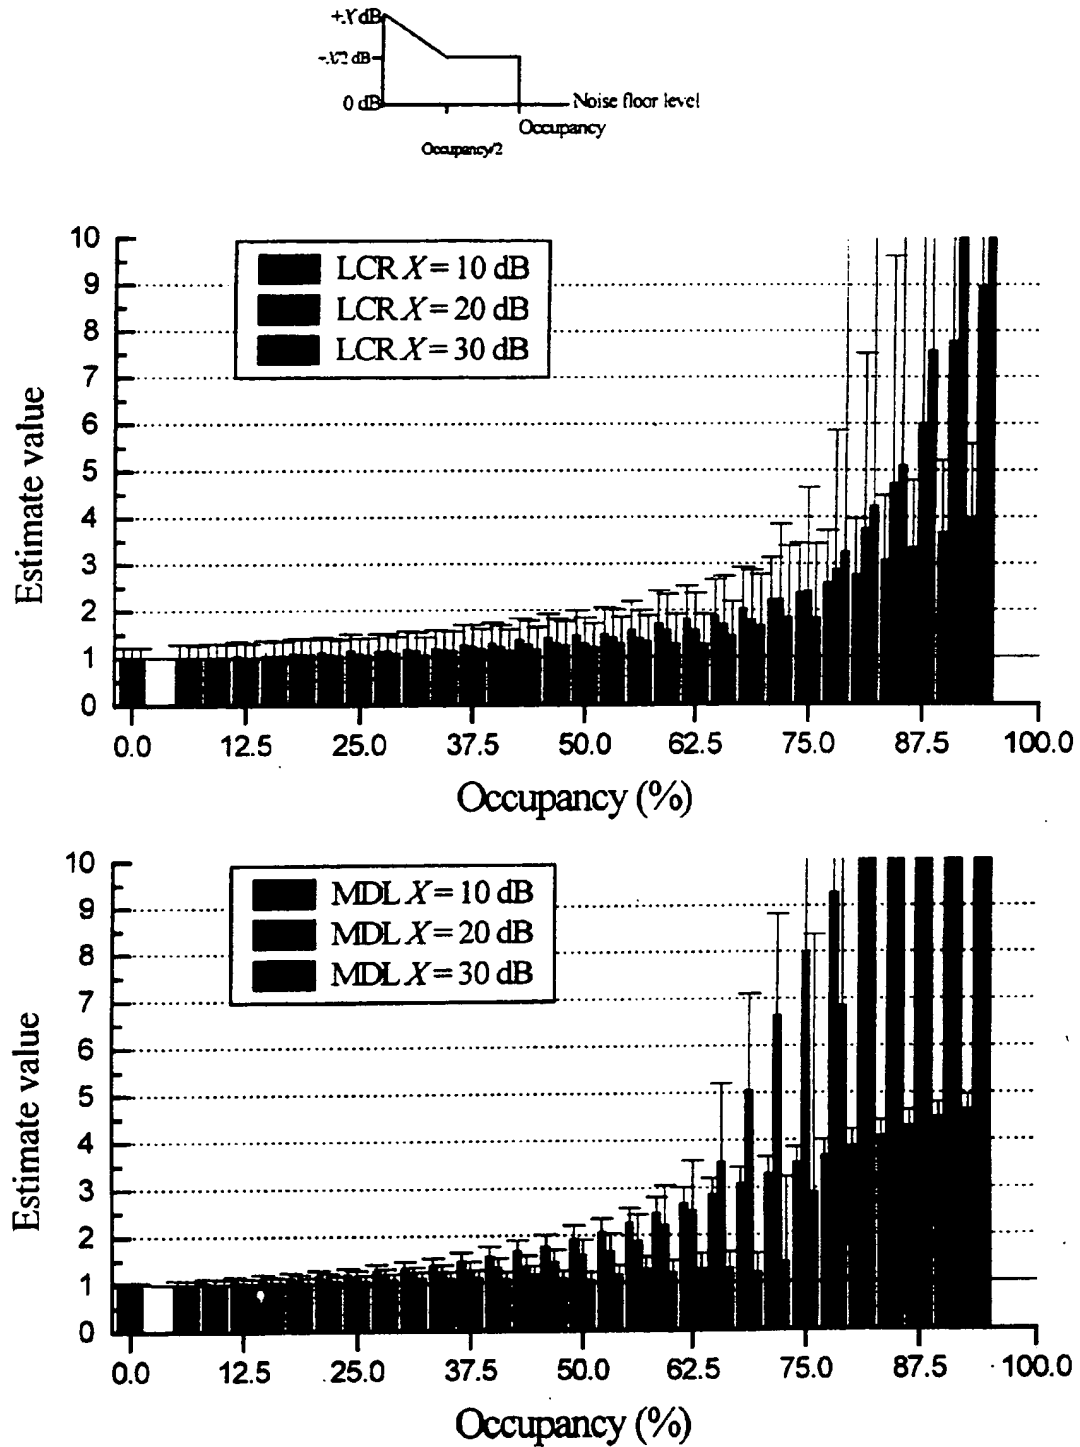 +X dB
-X/2 dB
0 dB
Noise floor level
Occupancy
Occupancy/2
10
9
8
7
6
5
4
3
2
1
0
Estimate value
LCR X = 10 dB
LCR X = 20 dB
LCR X = 30 dB
0.0 12.5 25.0 37.5 50.0 62.5 75.0 87.5 100.0
Occupancy (%)
10
9
8
7
6
5
4
3
2
1
0
Estimate value
MDL X = 10 dB
MDL X = 20 dB
MDL X = 30 dB
0.0 12.5 25.0 37.5 50.0 62.5 75.0 87.5 100.0
Occupancy (%)